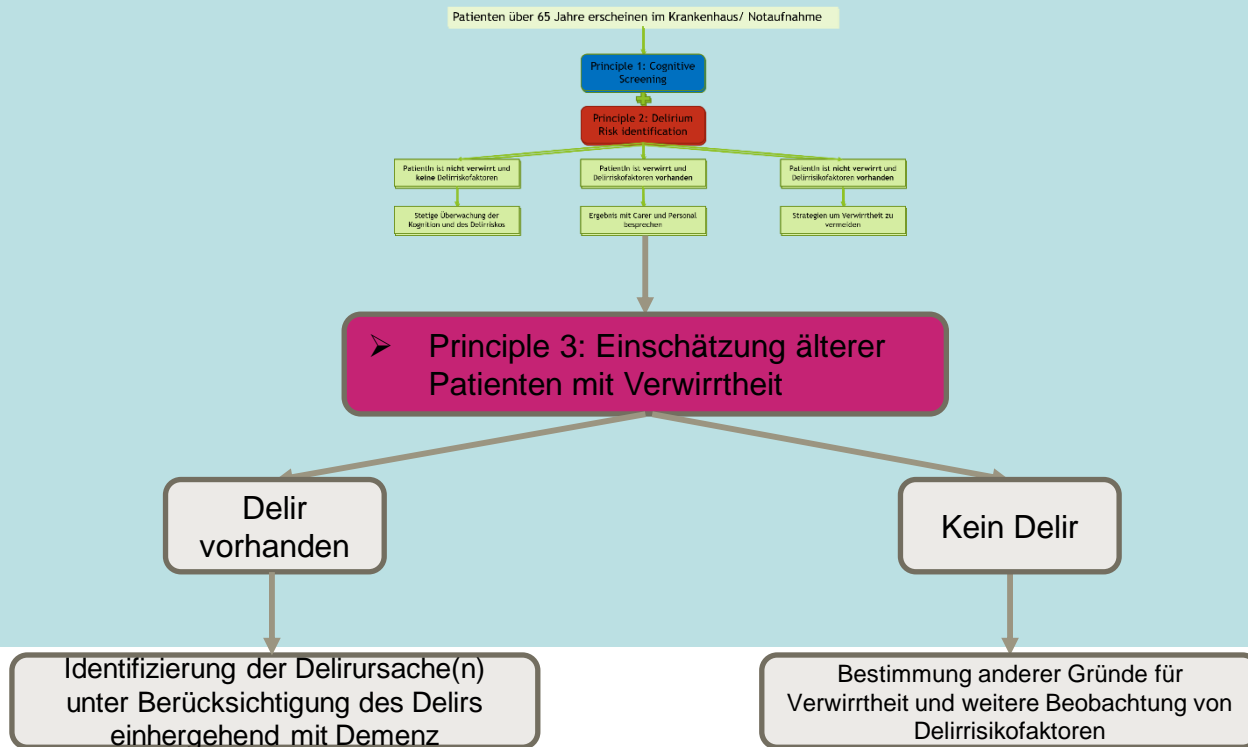 Patienten über 65 Jahre erscheinen im Krankenhaus/ Notaufnahme
Principle 1: Cognitive
Screening
Principle 2: Delirium
Risk identification
PatientIn ist nicht verwirrt und
keine Delirrisikofaktoren
PatientIn ist verwirrt und
Delirrisikofaktoren vorhanden
PatientIn ist nicht verwirrt und
Delirrisikofaktoren vorhanden
Stetige Überwachung der
Kognition und des Delirriskos
Ergebnis mit Carer und Personal
besprechen
Strategien um Verwirrtheit zu
vermeiden
➢ Principle 3: Einschätzung älterer
Patienten mit Verwirrtheit
Delir
vorhanden
Kein Delir
Identifizierung der Delirursache(n)
unter Berücksichtigung des Delirs
einhergehend mit Demenz
Bestimmung anderer Gründe für
Verwirrtheit und weitere Beobachtung von
Delirrisikofaktoren